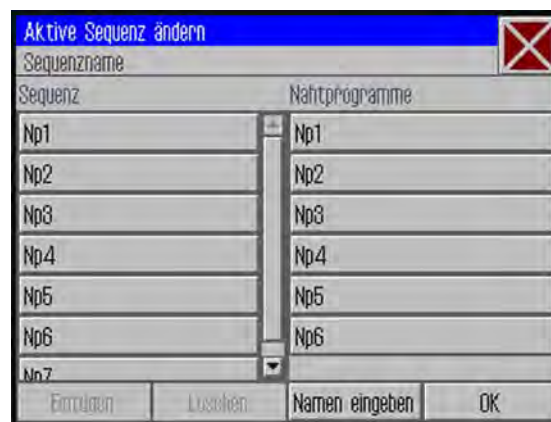 Aktive Sequenz ändern
Sequenzname
Sequenz Nahtprogramme
Np1 Np1
Np2 Np2
Np3 Np3
Np4 Np4
Np5 Np5
Np6 Np6
Np7
Einfügen Löschen Namen eingeben OK